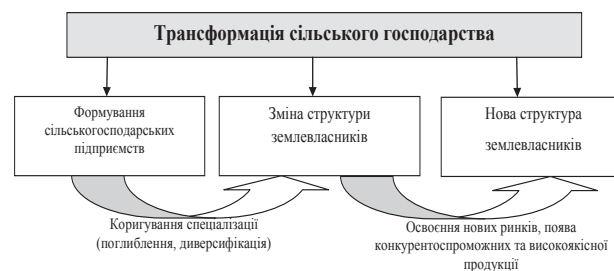 Трансформація сільського господарства
Формування
сільськогосподарських
підприємств
Зміна структури
землевласників
Нова структура
землевласників
Коригування спеціалізації
(поглиблення, диверсифікація)
Освоєння нових ринків, поява
конкурентоспроможних та високоякісної
продукції